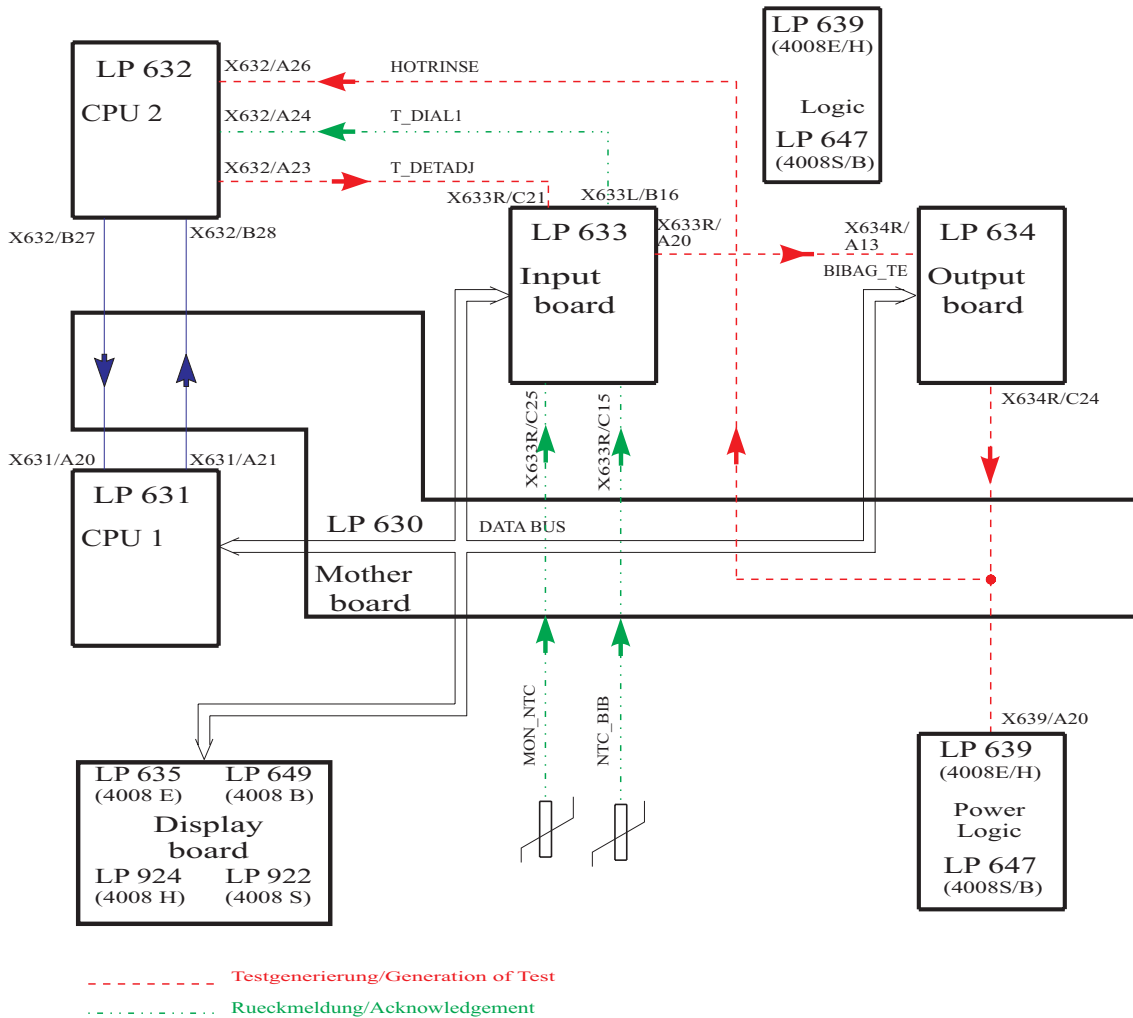 LP 639
(4008E/H)
Logic
LP 647
(4008S/B)
LP 632
CPU 2
X632/A26
HOTRINSE
X632/A24
T_DIAL1
X632/A23
T_DETADJ
X633R/C21
X633L/B16
X632/B27
X632/B28
LP 633
Input
board
X633R/
A20
X634R/
A13
BIBAG_TE
LP 634
Output
board
X634R/C24
X633R/C25
X633R/C15
X631/A20
X631/A21
LP 631
CPU 1
LP 630
DATA BUS
Mother
board
MON_NTC
NTC_BIB
X639/A20
LP 639
(4008E/H)
Power
Logic
LP 647
(4008S/B)
LP 635
(4008 E)
LP 649
(4008 B)
Display
board
LP 924
(4008 H)
LP 922
(4008 S)
Testgenerierung/Generation of Test
Rueckmeldung/Acknowledgement